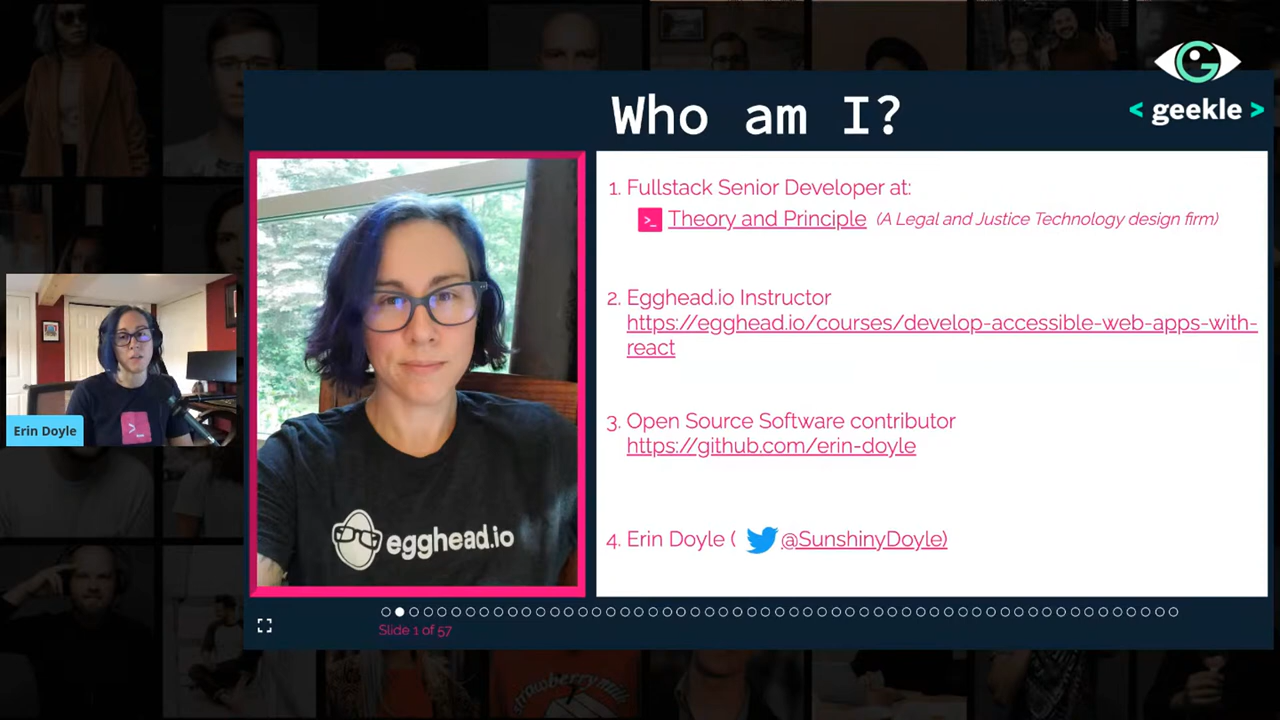 Who am I?
< geekle >
1. Fullstack Senior Developer at:
>_ Theory and Principle (A Legal and Justice Technology design firm)
2. Egghead.io Instructor
https://egghead.io/courses/develop-accessible-web-apps-with-
react
3. Open Source Software contributor
https://github.com/erin-doyle
4. Erin Doyle ( @SunshinyDoyle)
egghead.io
Erin Doyle
Slide 1 of 57